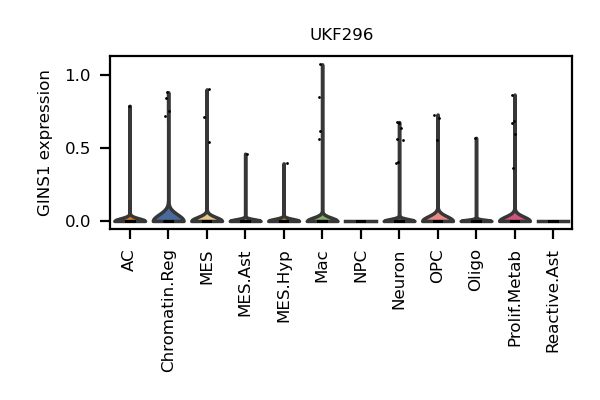 UKF296
GINS1 expression
1.0
0.5
0.0
AC
Chromatin.Reg
MES
MES.Ast
MES.Hyp
Mac
NPC
Neuron
OPC
Oligo
Prolif.Metab
Reactive.Ast